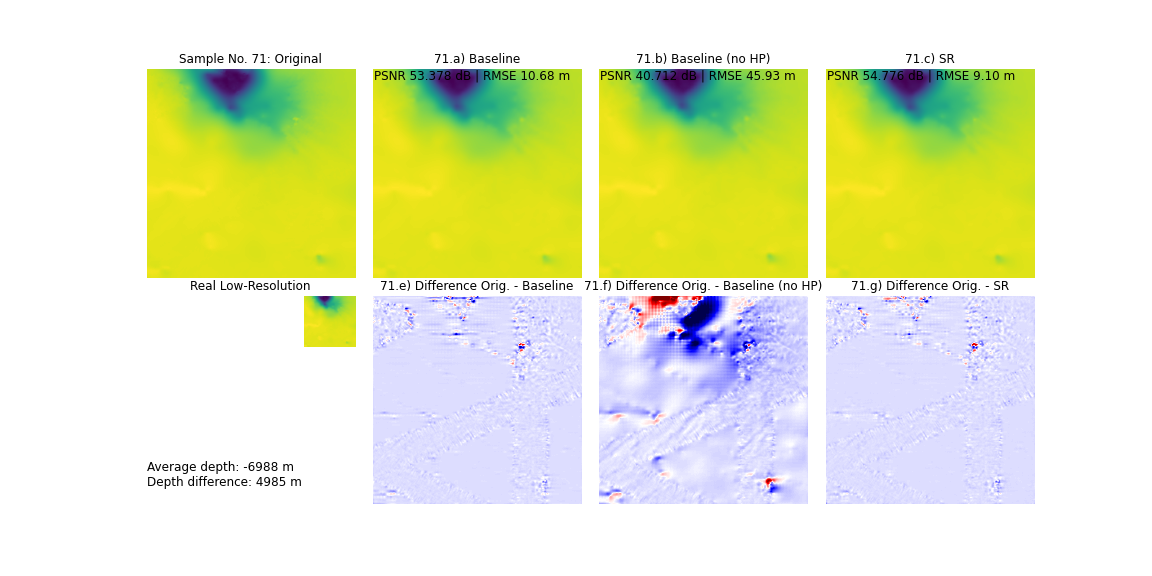 Sample No. 71: Original
71.a) Baseline
71.b) Baseline (no HP)
71.c) SR
PSNR 53.378 dB | RMSE 10.68 m
PSNR 40.712 dB | RMSE 45.93 m
PSNR 54.776 dB | RMSE 9.10 m
Real Low-Resolution
71.e) Difference Orig. - Baseline
71.f) Difference Orig. - Baseline (no HP)
71.g) Difference Orig. - SR
Average depth: -6988 m
Depth difference: 4985 m